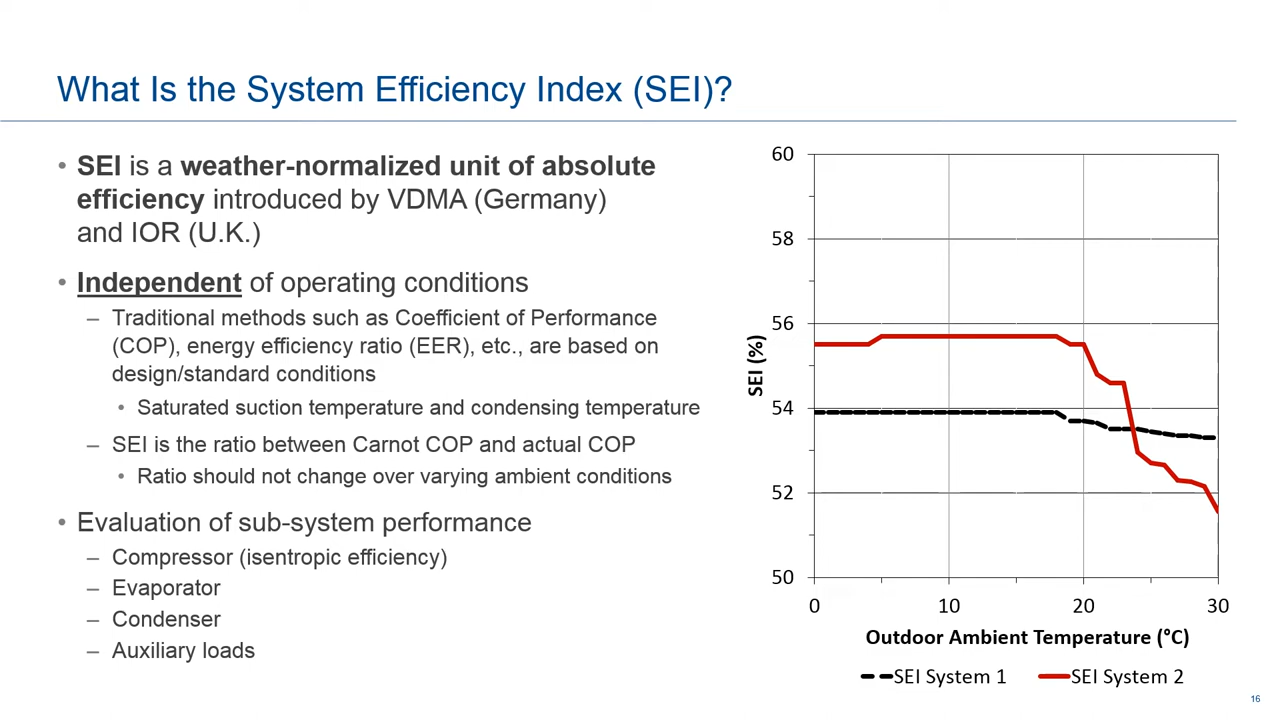 What Is the System Efficiency Index (SEI)?
• SEI is a weather-normalized unit of absolute
efficiency introduced by VDMA (Germany)
and IOR (U.K.)
• Independent of operating conditions
– Traditional methods such as Coefficient of Performance
(COP), energy efficiency ratio (EER), etc., are based on
design/standard conditions
• Saturated suction temperature and condensing temperature
– SEI is the ratio between Carnot COP and actual COP
• Ratio should not change over varying ambient conditions
• Evaluation of sub-system performance
– Compressor (isentropic efficiency)
– Evaporator
– Condenser
– Auxiliary loads
60
58
56
54
52
50
SEI (%)
0 10 20 30
Outdoor Ambient Temperature (°C)
SEI System 1 SEI System 2
16